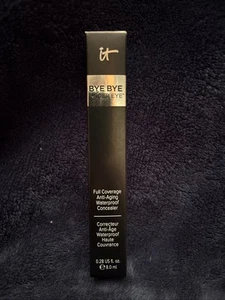 it
BYE BYE
UNDER EYE
Full Coverage
Anti-Aging
Waterproof
Concealer
Correcteur
Anti-Âge
Waterproof
Haute
Couvrance
0.28 US fl. oz.
℮ 8.0 ml